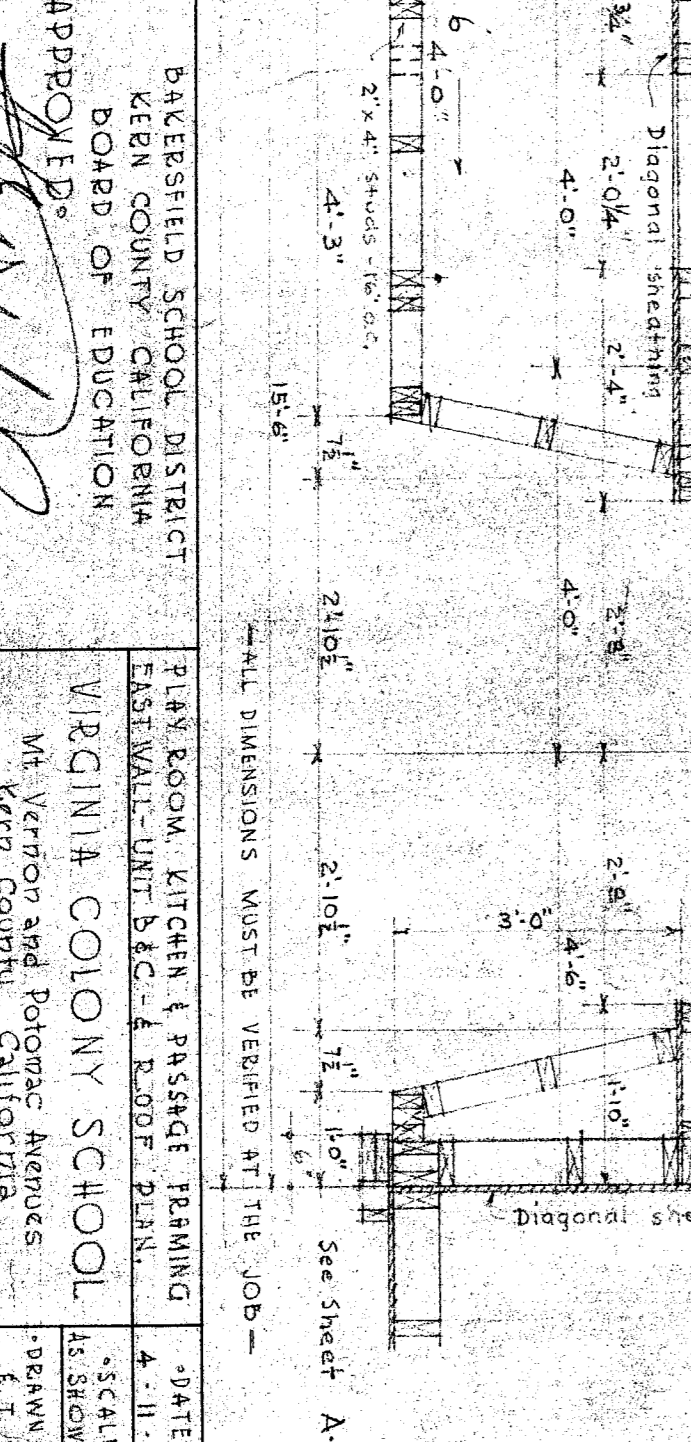 3/4"
Diagonal sheathing
2'-0 1/4"
2'-4"
2'-8"
2'-8"
1'-10"
4'-0"
4'-0"
4'-6"
3'-0"
Diagonal she
6
4'-0"
2"x4" studs - 16" o.c.
4'-3"
7 1/2"
2'-10 1/2"
2'-10 1/2"
7 1/2"
1'-0"
6"
See Sheet A.
15'-6"
—ALL DIMENSIONS MUST BE VERIFIED AT THE JOB—
BAKERSFIELD SCHOOL DISTRICT
KERN COUNTY CALIFORNIA
BOARD OF EDUCATION
APPROVED:
PLAY ROOM, KITCHEN & PASSAGE FRAMING
EAST WALL-UNIT B&C-& ROOF PLAN.
VIRGINIA COLONY SCHOOL
Mt Vernon and Potomac Avenues
Kern County California
DATE
4-11-
SCAL
AS SHOW
DRAWN